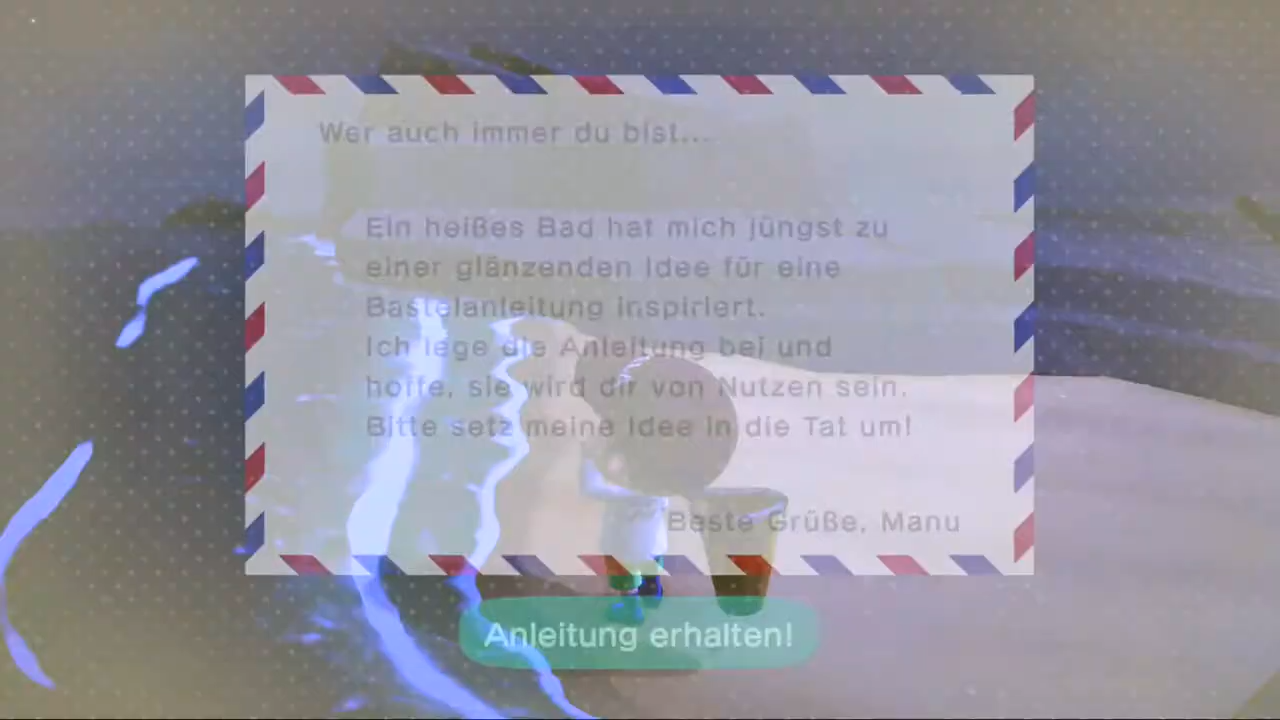 Wer auch immer du bist...
Ein heißes Bad hat mich jüngst zu
einer glänzenden Idee für eine
Bastelanleitung inspiriert.
Ich lege die Anleitung bei und
hoffe, sie wird dir von Nutzen sein.
Bitte setz meine Idee in die Tat um!
Beste Grüße, Manu
Anleitung erhalten!